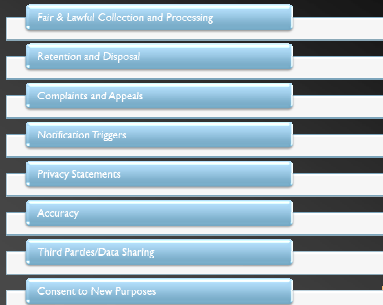 Fair & Lawful Collection and Processing
Retention and Disposal
Complaints and Appeals
Notification Triggers
Privacy Statements
Accuracy
Third Parties/Data Sharing
Consent to New Purposes